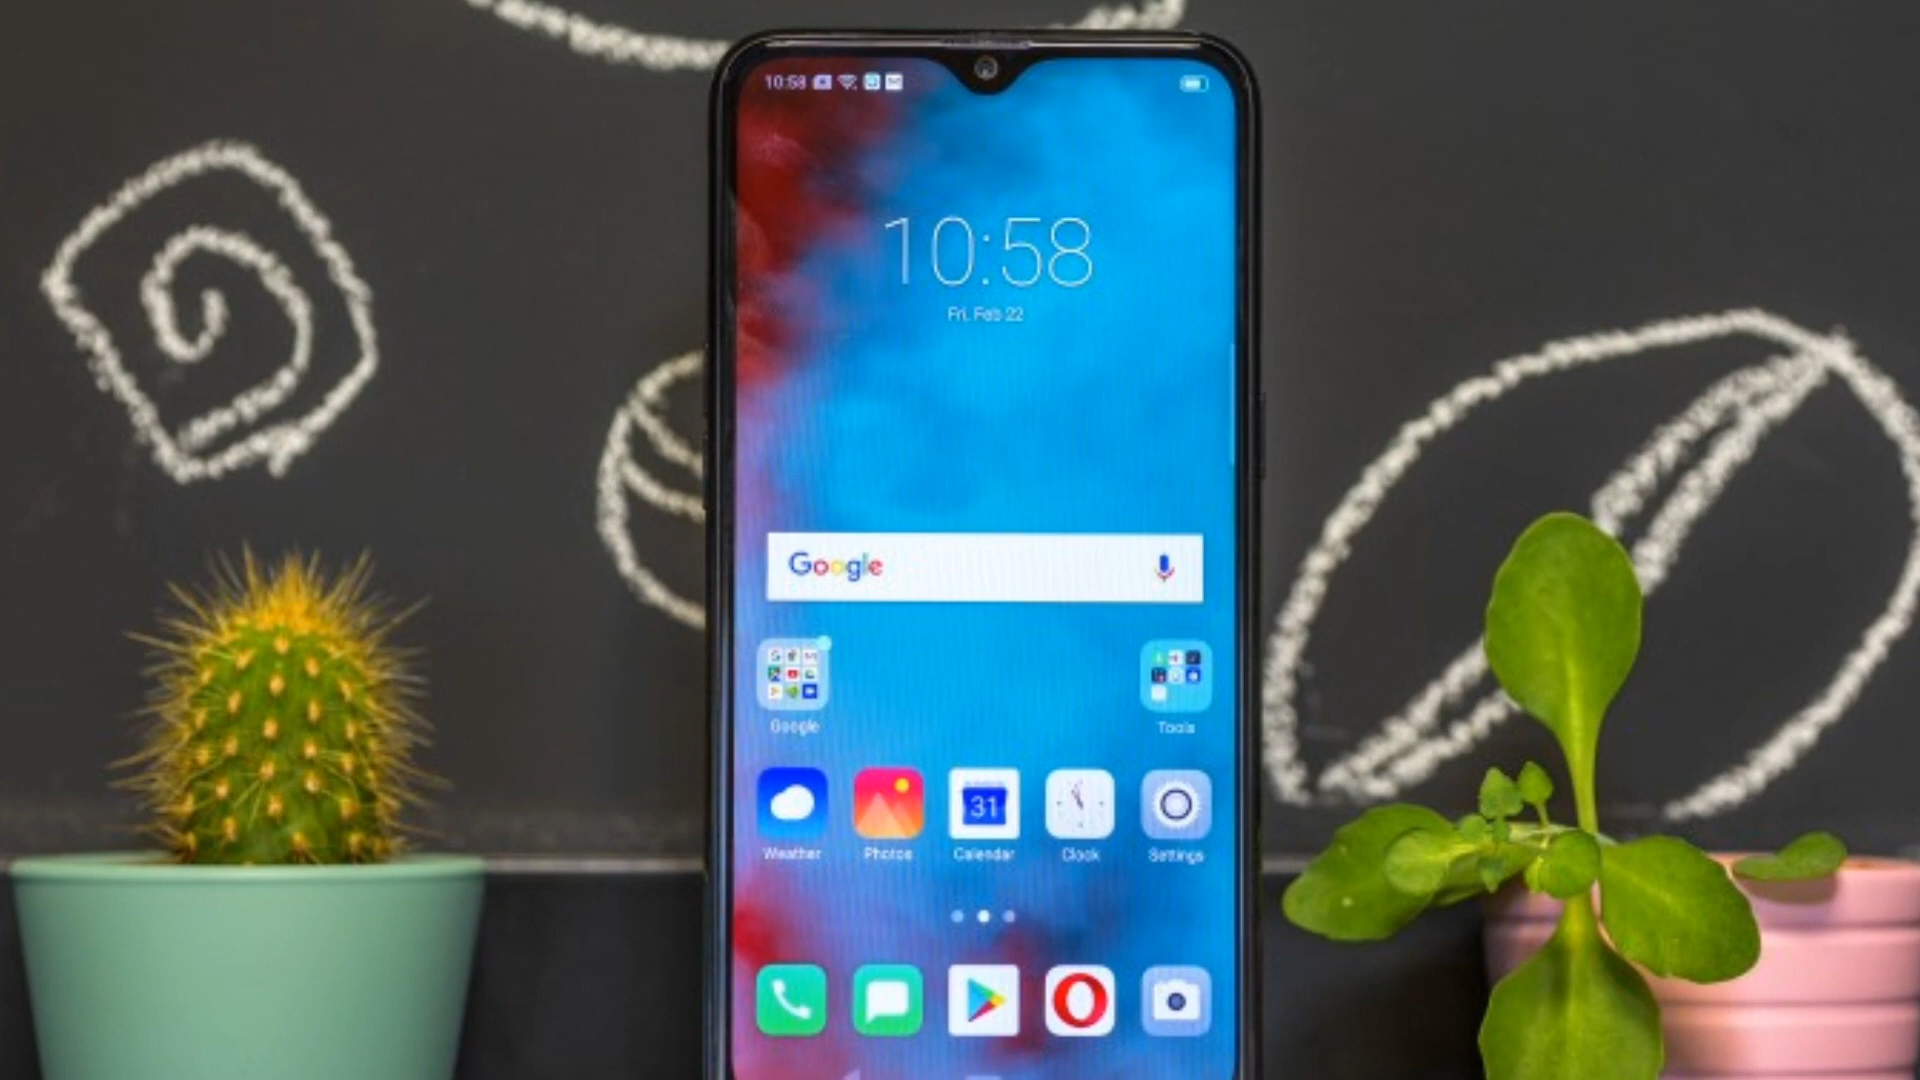 10:58
10:58
Fri, Feb 22
Google
Google
Tools
31
Weather
Photos
Calendar
Clock
Settings